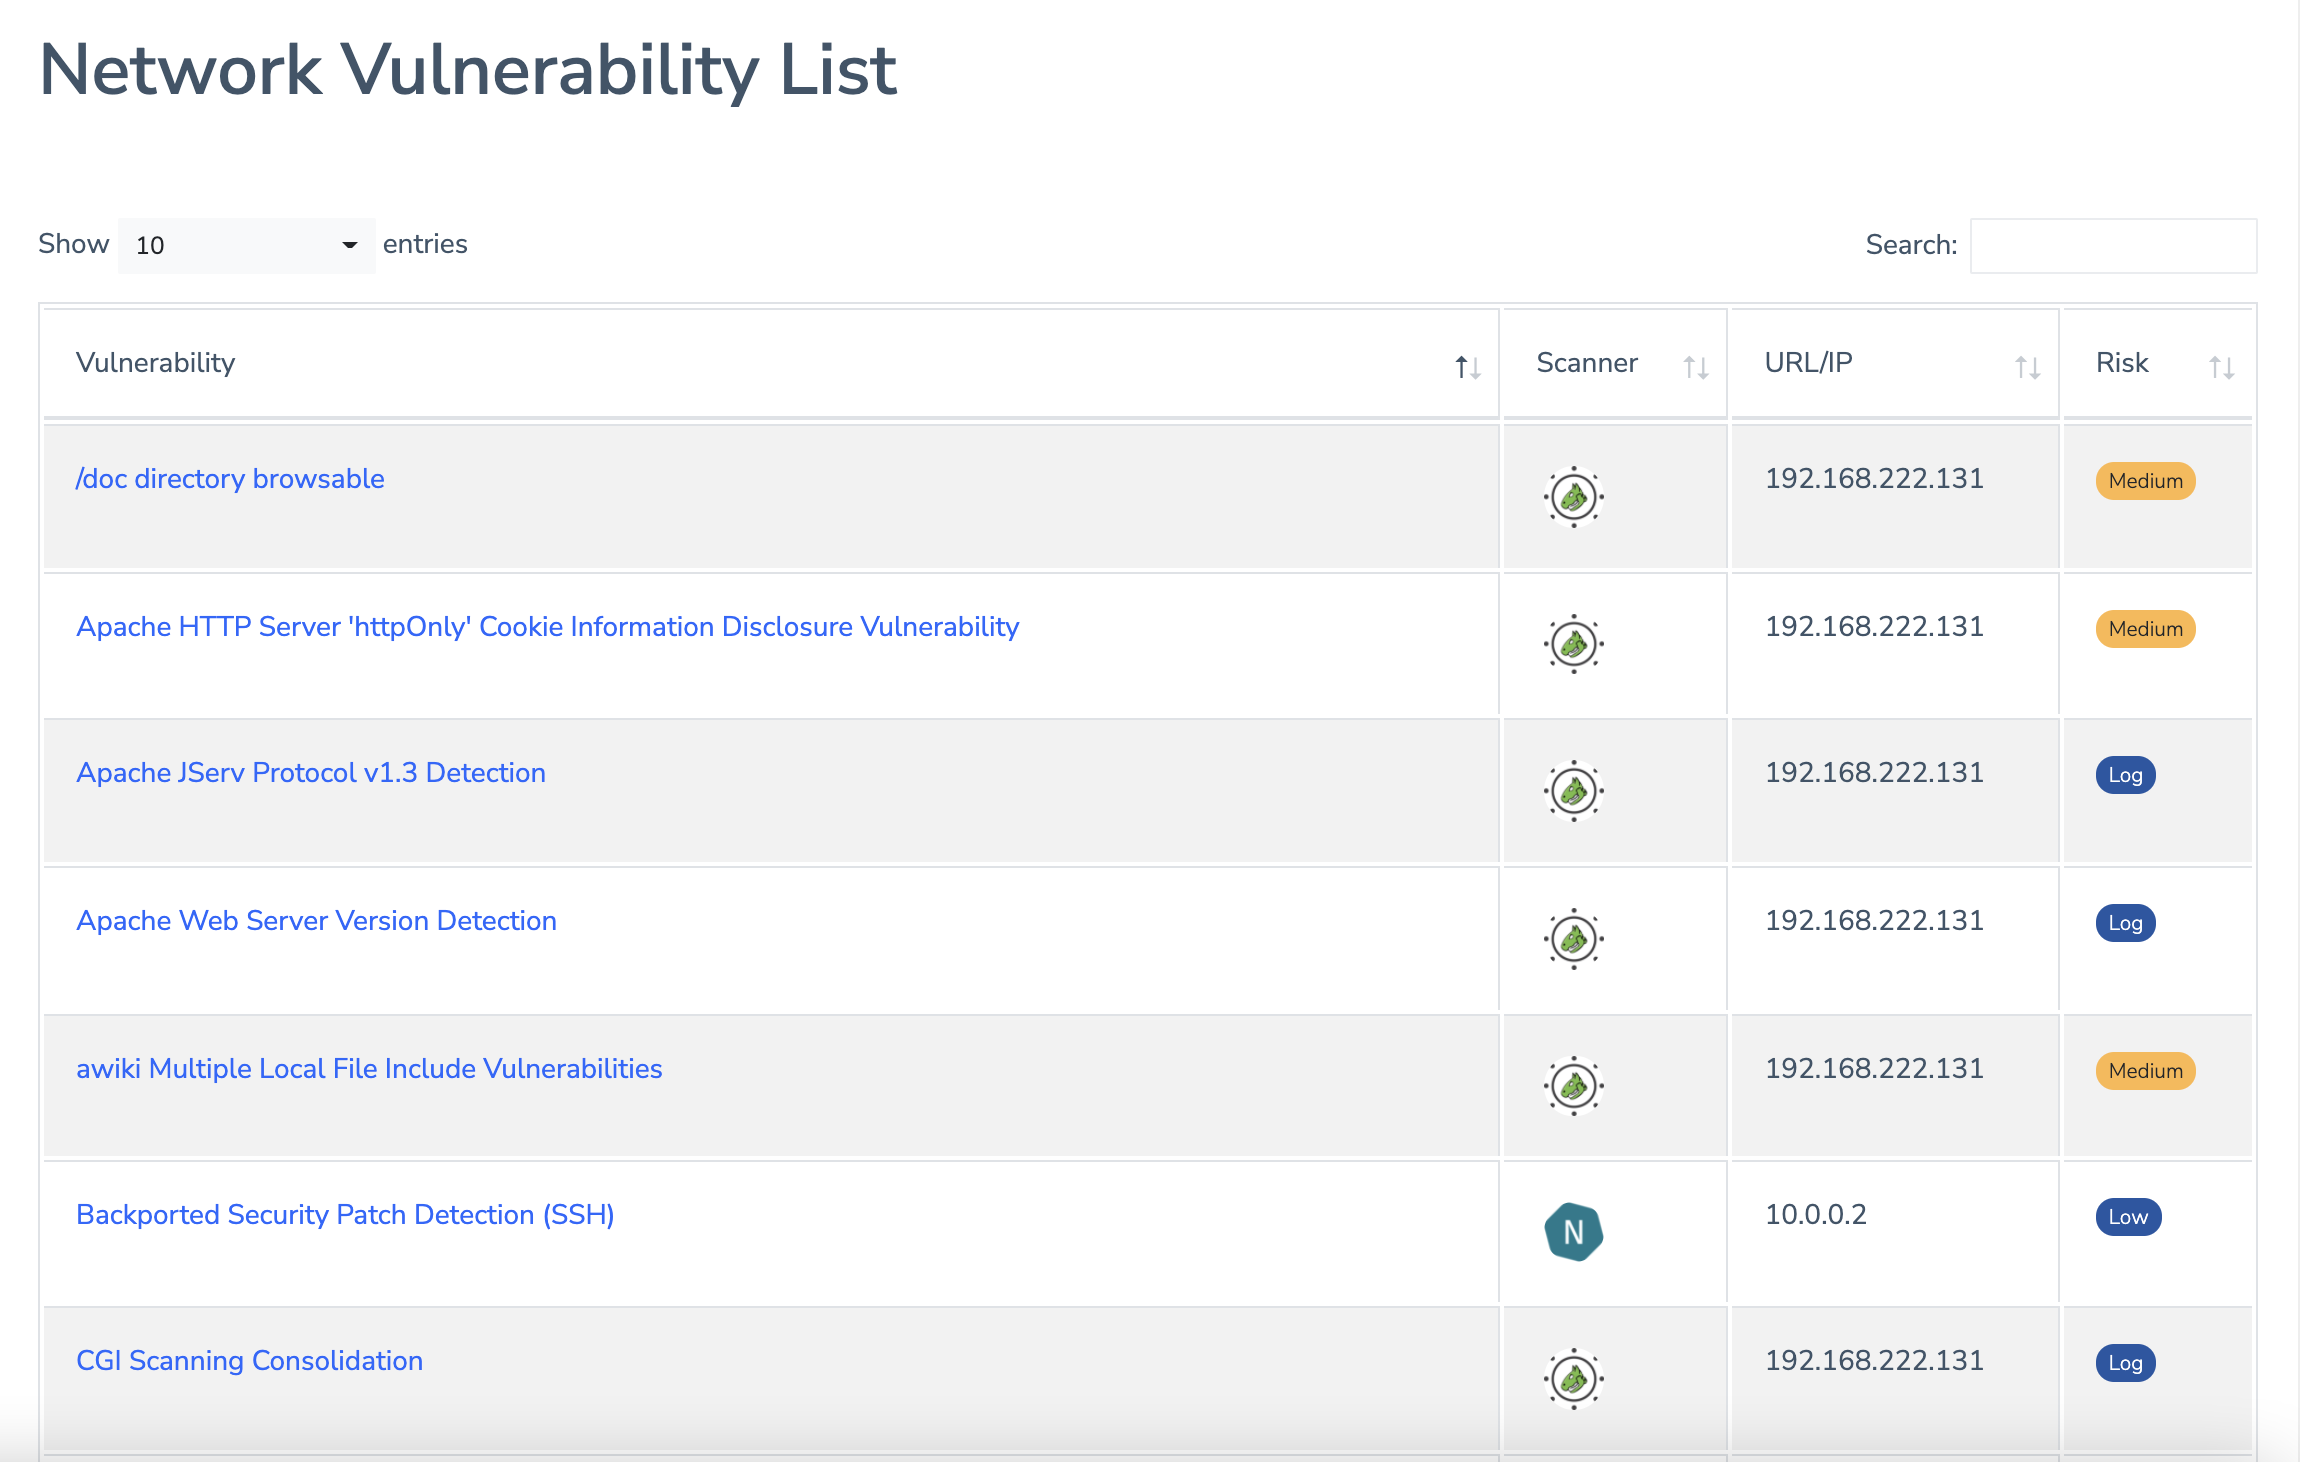 Network Vulnerability List
Show 10 entries Search:
Vulnerability Scanner URL/IP Risk
/doc directory browsable 192.168.222.131 Medium
Apache HTTP Server 'httpOnly' Cookie Information Disclosure Vulnerability 192.168.222.131 Medium
Apache JServ Protocol v1.3 Detection 192.168.222.131 Log
Apache Web Server Version Detection 192.168.222.131 Log
awiki Multiple Local File Include Vulnerabilities 192.168.222.131 Medium
Backported Security Patch Detection (SSH) N 10.0.0.2 Low
CGI Scanning Consolidation 192.168.222.131 Log